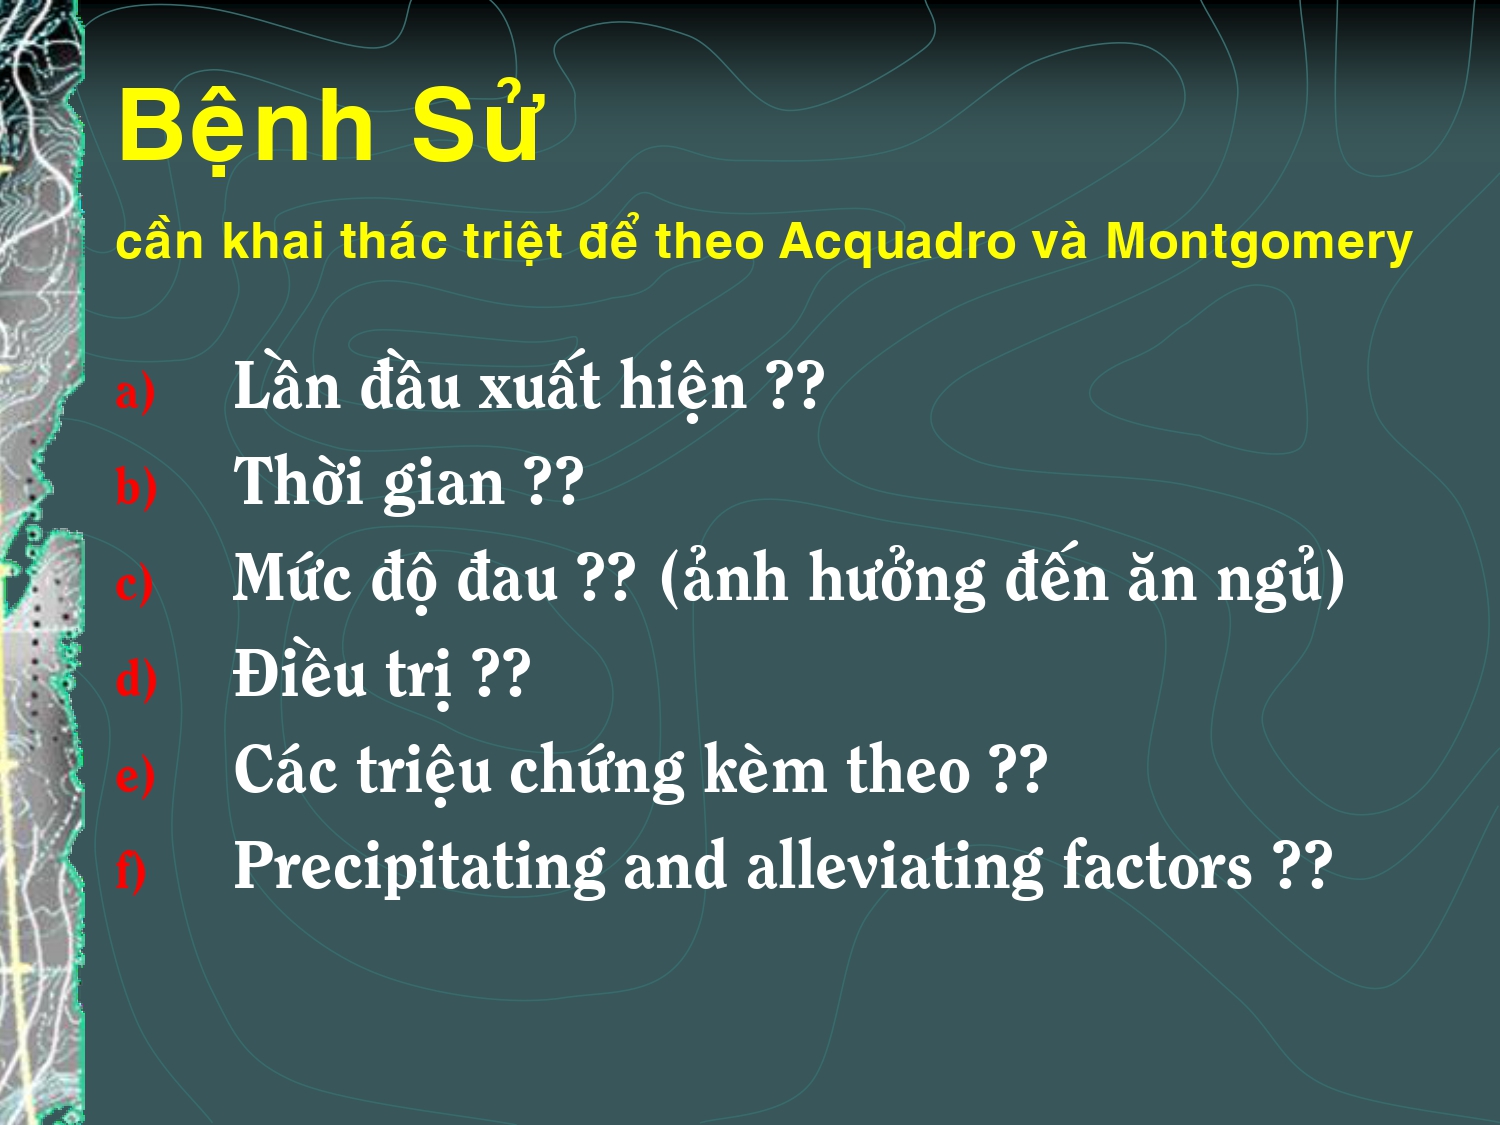 Bệnh Sử
cần khai thác triệt để theo Acquadro và Montgomery
a) Lần đầu xuất hiện ??
b) Thời gian ??
c) Mức độ đau ?? (ảnh hưởng đến ăn ngủ)
d) Điều trị ??
e) Các triệu chứng kèm theo ??
f) Precipitating and alleviating factors ??